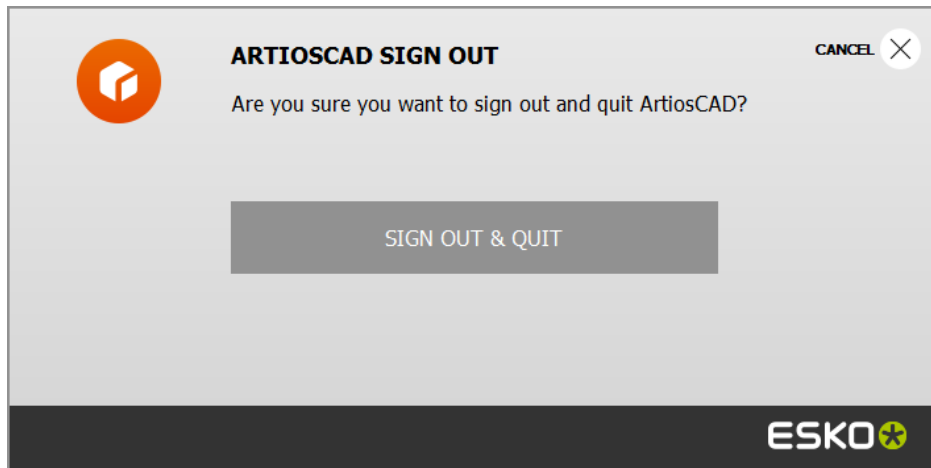 ARTIOSCAD SIGN OUT
CANCEL
Are you sure you want to sign out and quit ArtiosCAD?
SIGN OUT & QUIT
ESKO